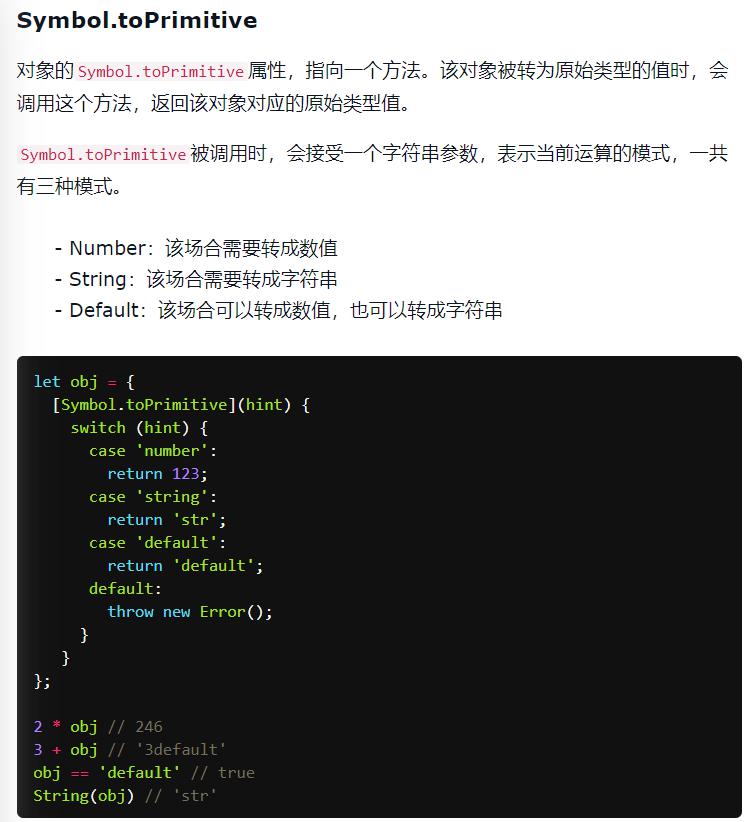 Symbol.toPrimitive
对象的Symbol.toPrimitive属性，指向一个方法。该对象被转为原始类型的值时，会
调用这个方法，返回该对象对应的原始类型值。
Symbol.toPrimitive被调用时，会接受一个字符串参数，表示当前运算的模式，一共
有三种模式。
- Number：该场合需要转成数值
- String：该场合需要转成字符串
- Default：该场合可以转成数值，也可以转成字符串
let obj = {
  [Symbol.toPrimitive](hint) {
    switch (hint) {
      case 'number':
        return 123;
      case 'string':
        return 'str';
      case 'default':
        return 'default';
      default:
        throw new Error();
     }
   }
};
2 * obj // 246
3 + obj // '3default'
obj == 'default' // true
String(obj) // 'str'